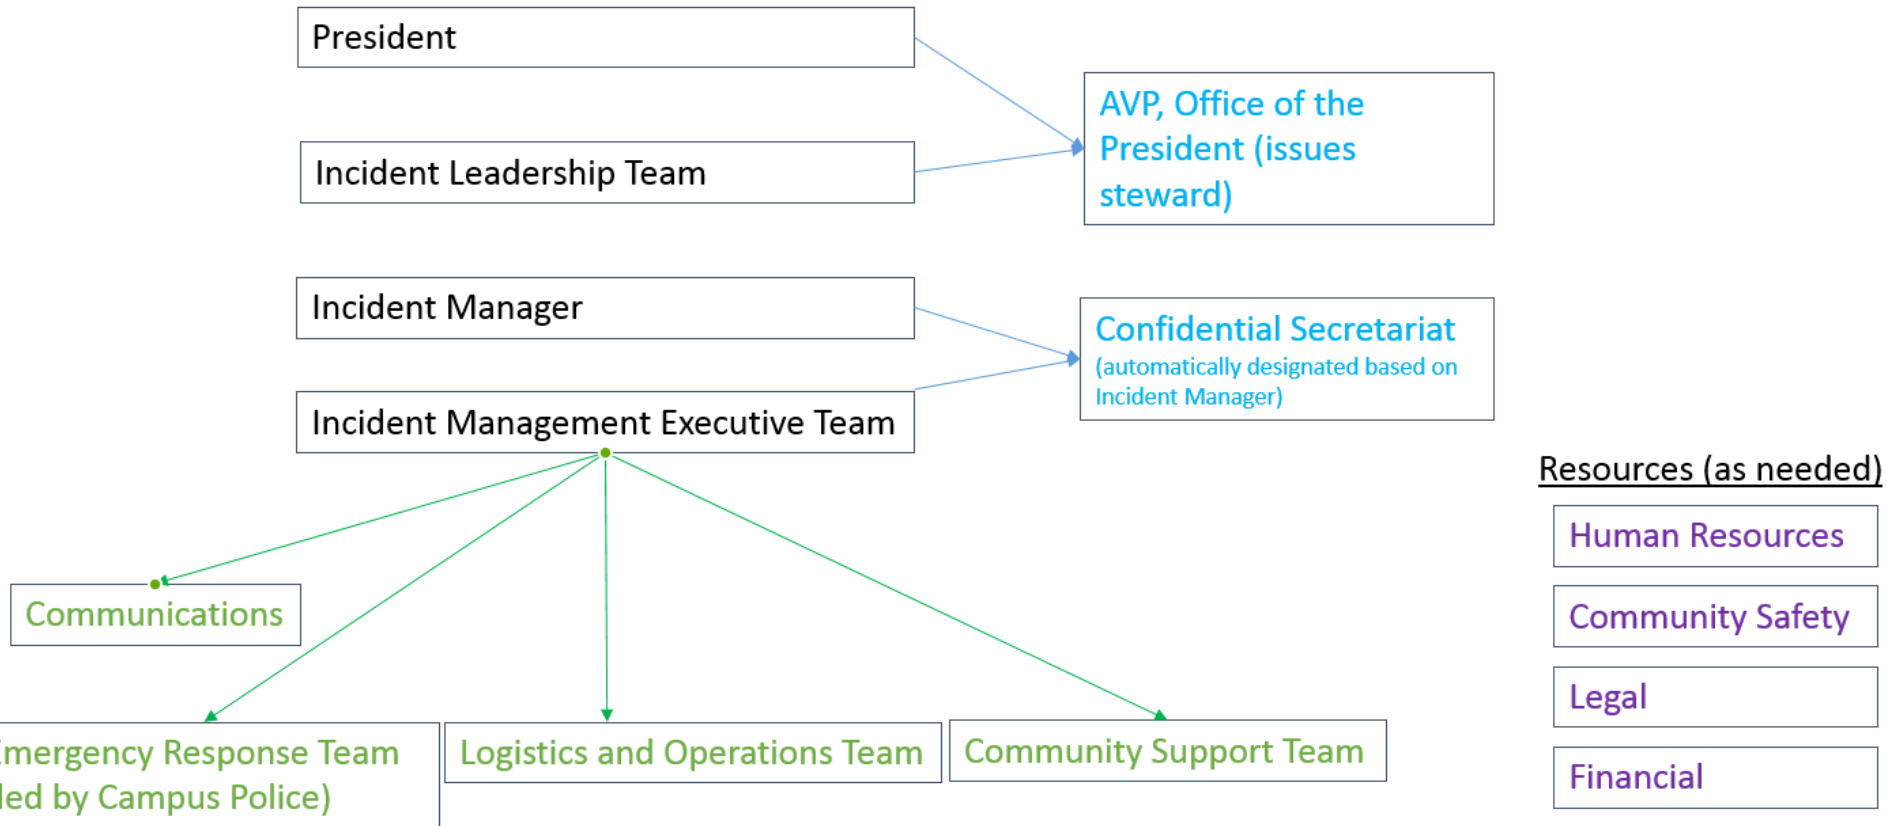 President
AVP, Office of the
President (issues
steward)
Incident Leadership Team
Incident Manager
Confidential Secretariat
(automatically designated based on
Incident Manager)
Incident Management Executive Team
Resources (as needed)
Human Resources
Community Safety
Legal
Financial
Communications
mergency Response Team
led by Campus Police)
Logistics and Operations Team
Community Support Team